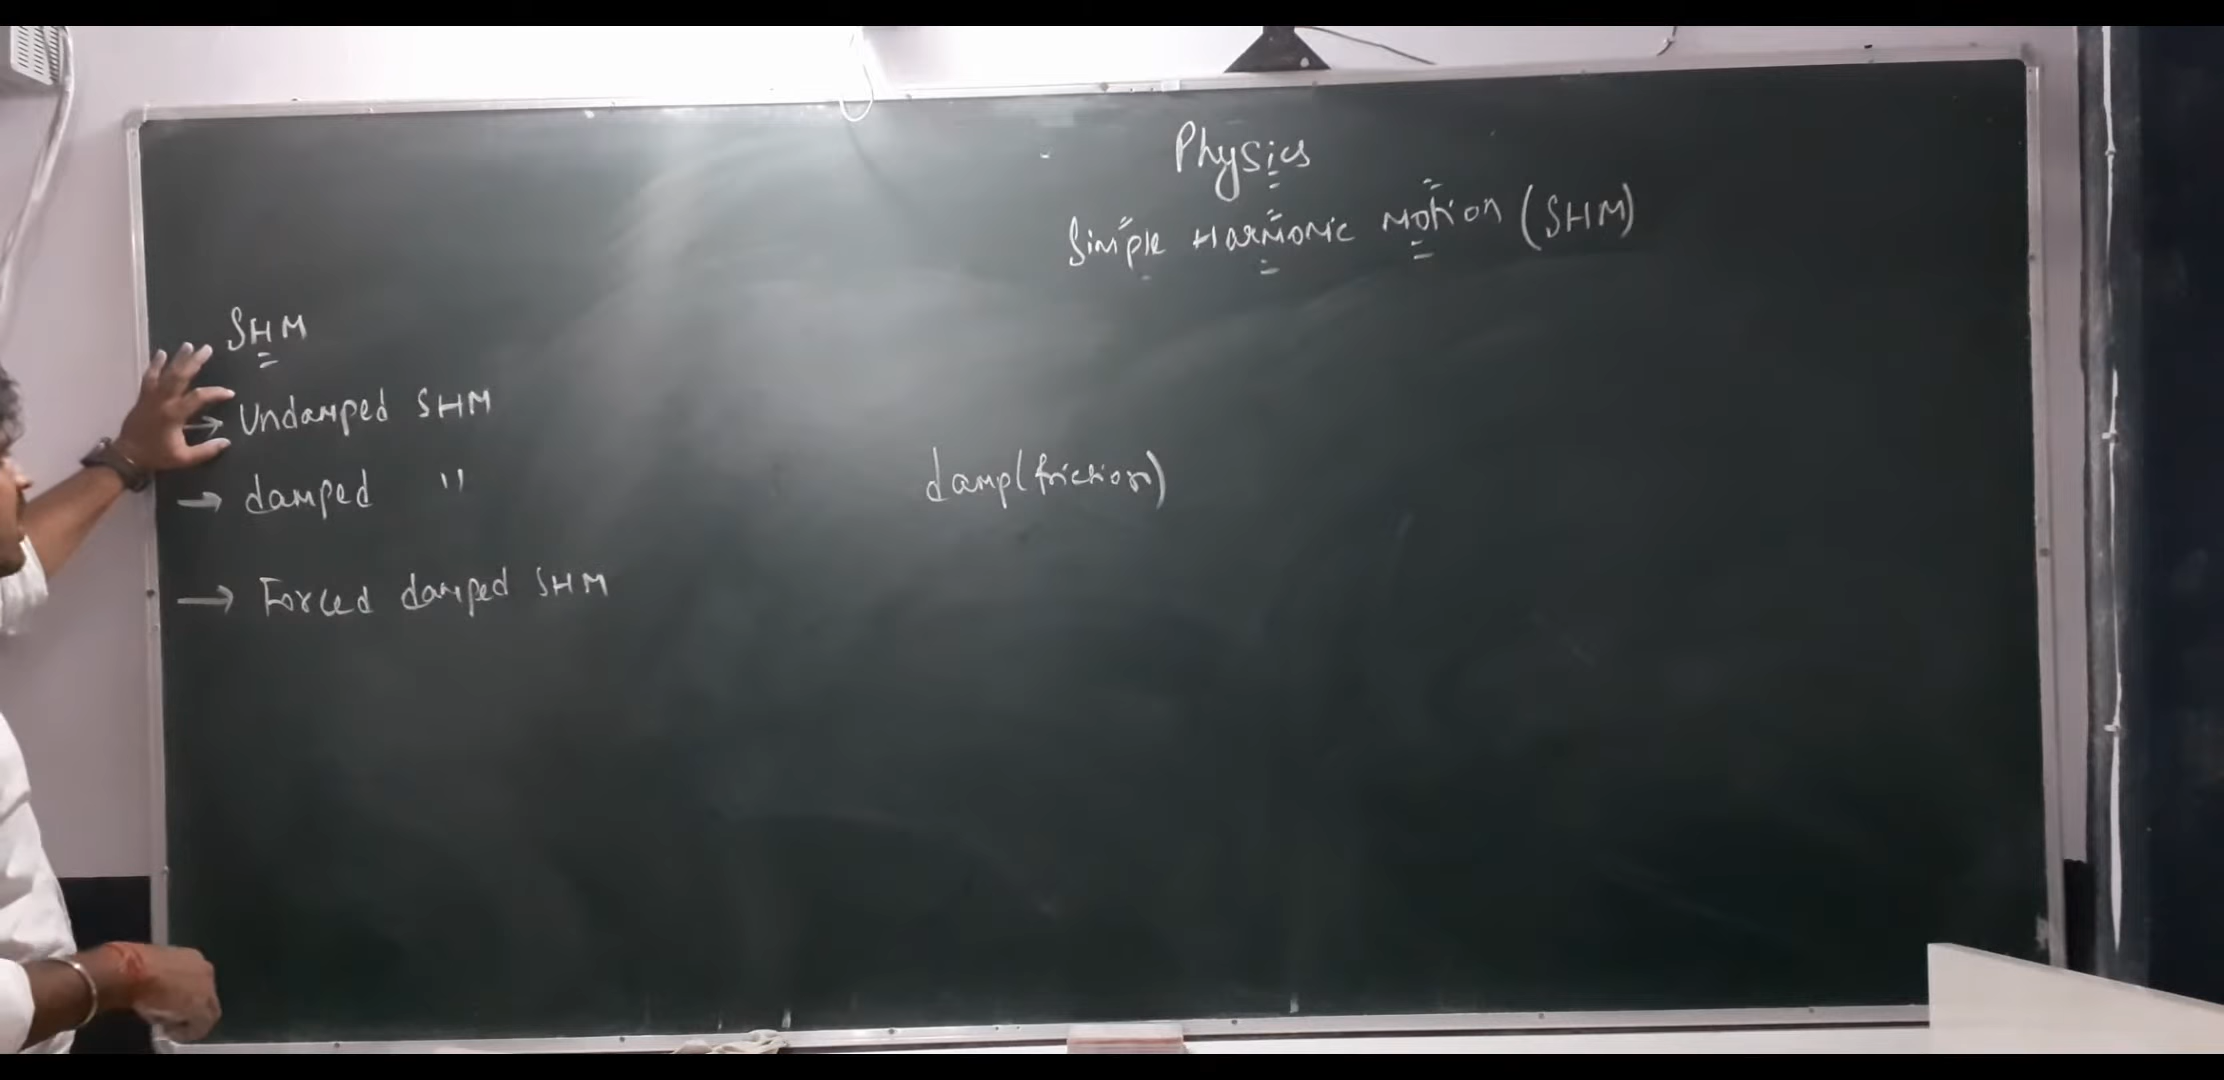 Physics
Simple Harmonic Motion (SHM)
SHM
→ Undamped SHM
→ damped "
damp(friction)
→ Forced damped SHM